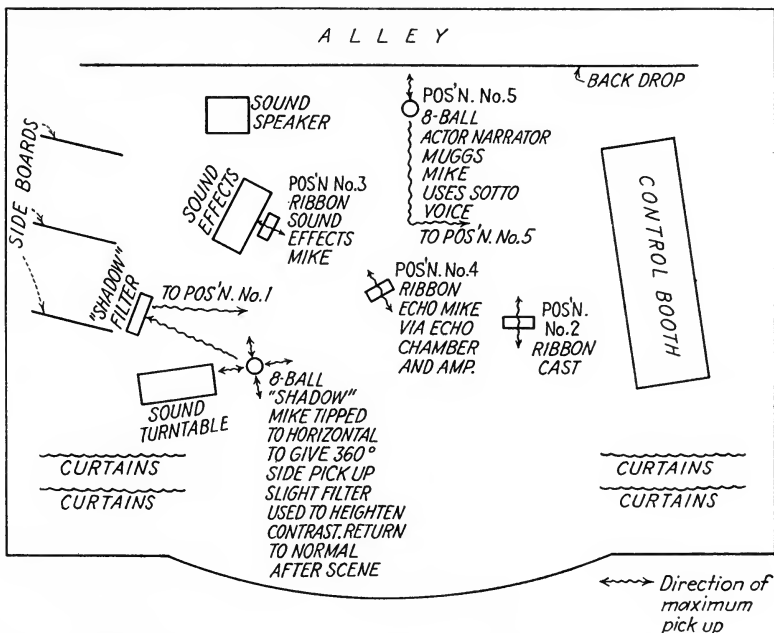 ALLEY
BACK DROP
SIDE BOARDS
SOUND
SPEAKER
POS'N. No.5
8-BALL
ACTOR NARRATOR
MUGGS
MIKE
USES SOTTO
VOICE
TO POS'N. No.5
SOUND
EFFECTS
POS'N No.3
RIBBON
SOUND
EFFECTS
MIKE
CONTROL BOOTH
"SHADOW"
FILTER
TO POS'N. No.1
POS'N. No.4
RIBBON
ECHO MIKE
VIA ECHO
CHAMBER
AND AMP.
POS'N.
No.2
RIBBON
CAST
SOUND
TURNTABLE
8-BALL
"SHADOW"
MIKE TIPPED
TO HORIZONTAL
TO GIVE 360°
SIDE PICK UP
SLIGHT FILTER
USED TO HEIGHTEN
CONTRAST. RETURN
TO NORMAL
AFTER SCENE
CURTAINS
CURTAINS
CURTAINS
CURTAINS
Direction of
maximum
pick up